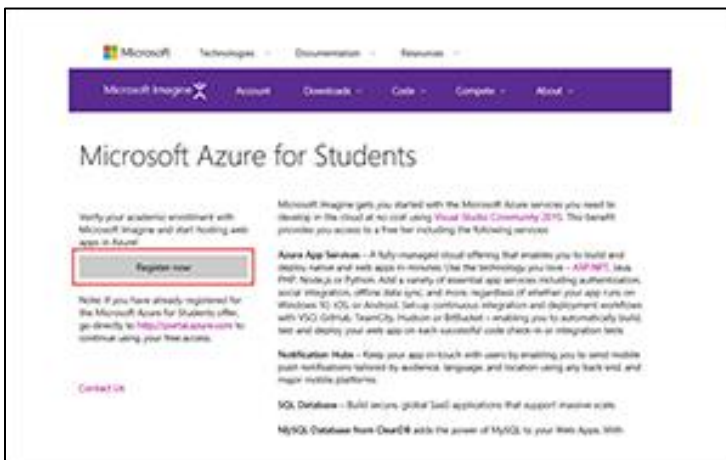 Microsoft Technologies Documentation Resources
Microsoft Imagine Account Downloads Code Compete About
Microsoft Azure for Students
Verify your academic enrollment with
Microsoft Imagine and start hosting web
apps in Azure!
Register now
Note: If you have already registered for
the Microsoft Azure for Students offer,
go directly to http://portal.azure.com to
continue using your free access.
Contact Us
Microsoft Imagine gets you started with the Microsoft Azure services you need to
develop in the cloud at no cost using Visual Studio Community 2015. This benefit
provides you access to a free tier including the following services:
Azure App Services – A fully-managed cloud offering that enables you to build and
deploy native and web apps in minutes. Use the technology you love – ASP.NET, Java,
PHP, Node.js or Python. Add a variety of essential app services including authentication,
social integration, offline data sync, and more, regardless of whether your app runs on
Windows 10, iOS, or Android. Set-up continuous integration and deployment workflows
with VSO, GitHub, TeamCity, Hudson or BitBucket – enabling you to automatically build,
test and deploy your web app on each successful code check-in or integration tests.
Notification Hubs – Keep your app in-touch with users by enabling you to send mobile
push notifications tailored by audience, language, and location using any back end, and
major mobile platforms.
SQL Database – Build secure, global SaaS applications that support massive scale.
MySQL Database from ClearDB adds the power of MySQL to your Web Apps. With